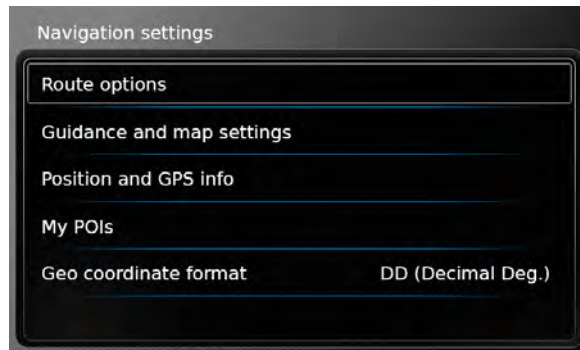 Navigation settings
Route options
Guidance and map settings
Position and GPS info
My POIs
Geo coordinate format DD (Decimal Deg.)